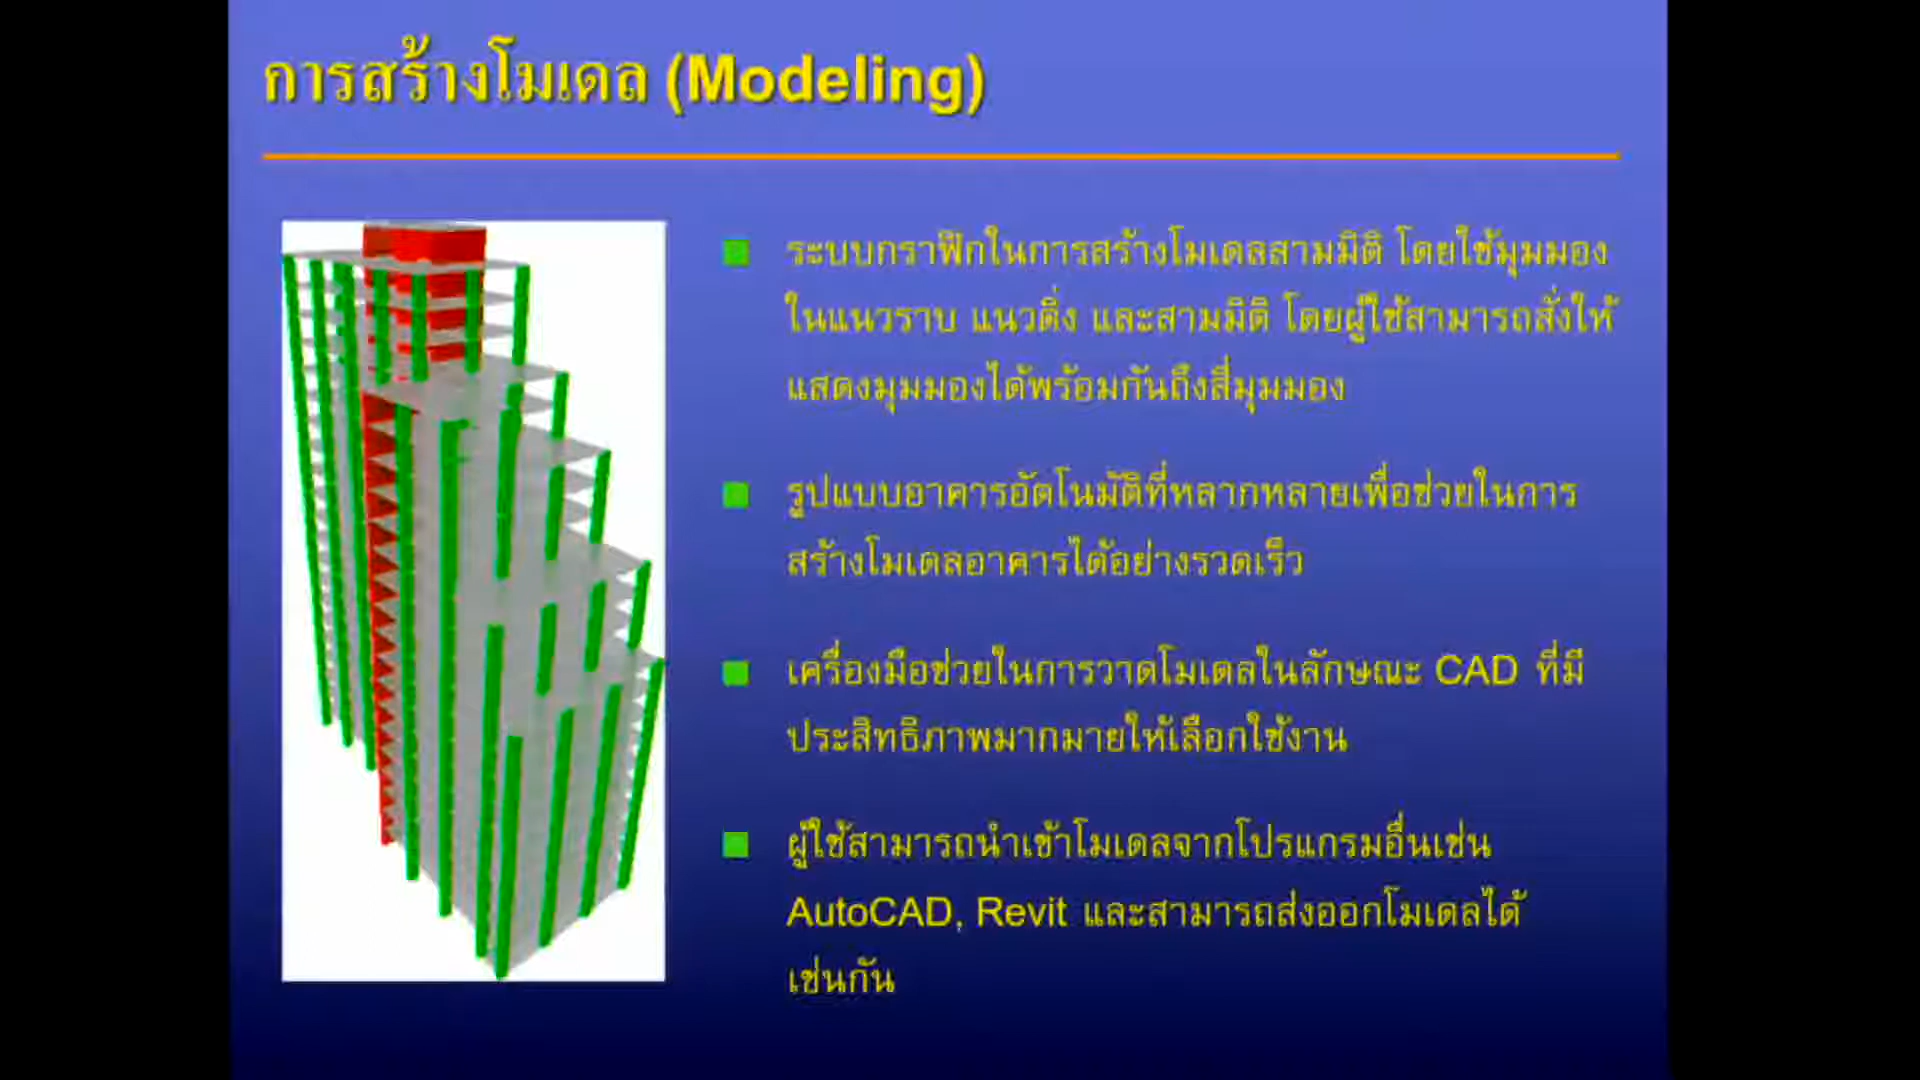 การสร้างโมเดล (Modeling)
ระบบกราฟิกในการสร้างโมเดลสามมิติ โดยใช้มุมมอง
ในแนวราบ แนวดิ่ง และสามมิติ โดยผู้ใช้สามารถสั่งให้
แสดงมุมมองได้พร้อมกันถึงสี่มุมมอง
รูปแบบอาคารอัตโนมัติที่หลากหลายเพื่อช่วยในการ
สร้างโมเดลอาคารได้อย่างรวดเร็ว
เครื่องมือช่วยในการวาดโมเดลในลักษณะ CAD ที่มี
ประสิทธิภาพมากมายให้เลือกใช้งาน
ผู้ใช้สามารถนำเข้าโมเดลจากโปรแกรมอื่นเช่น
AutoCAD, Revit และสามารถส่งออกโมเดลได้
เช่นกัน